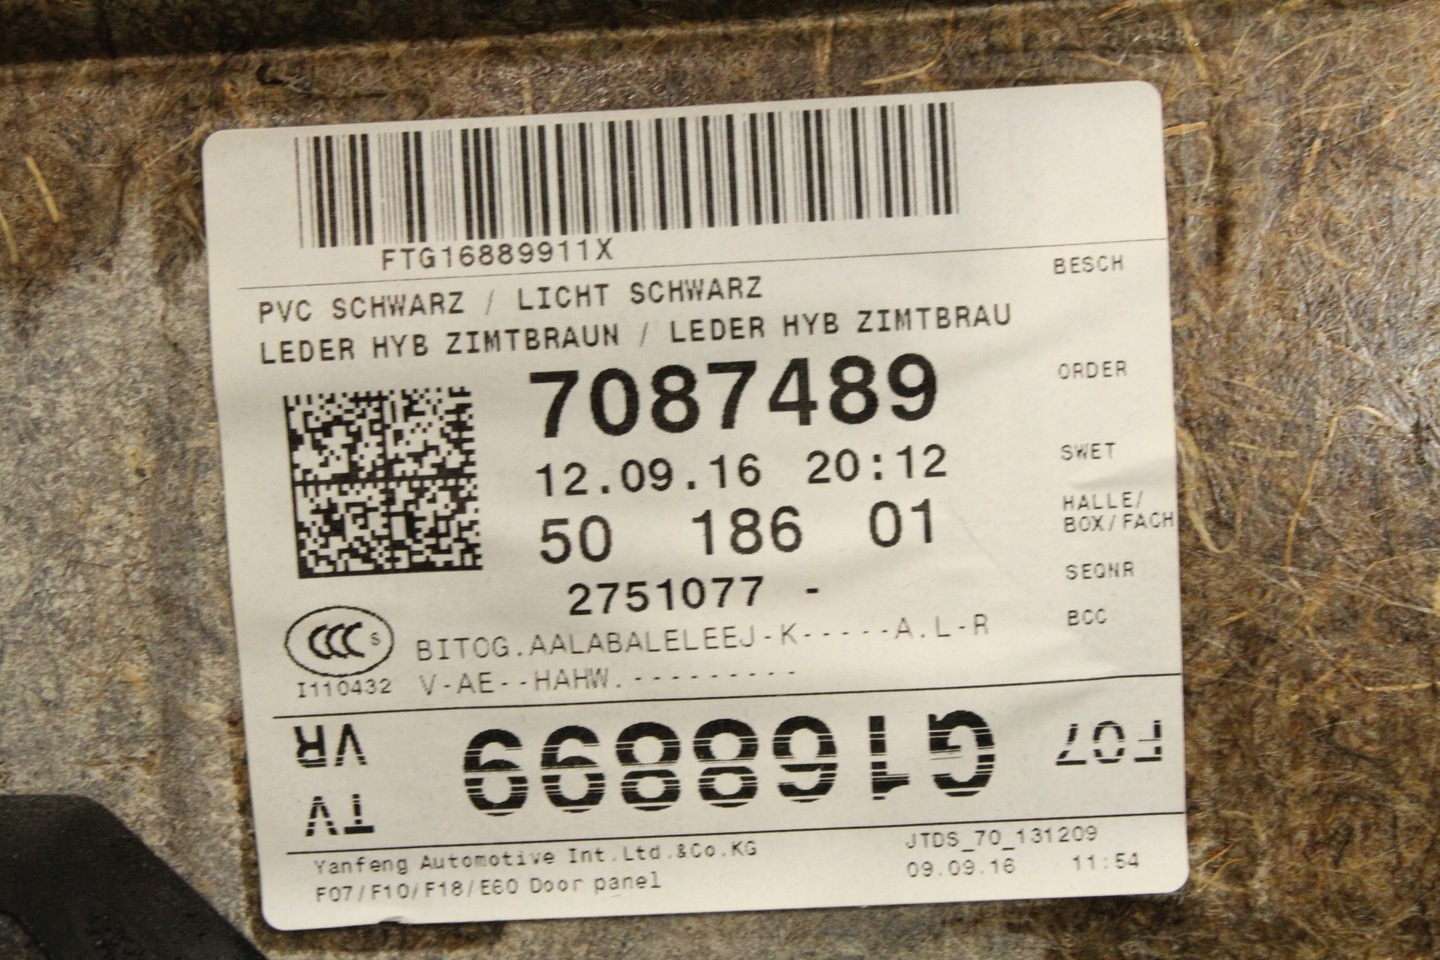 FTG16889911X
BESCH
PVC SCHWARZ / LICHT SCHWARZ
LEDER HYB ZIMTBRAUN / LEDER HYB ZIMTBRAU
7087489
ORDER
12.09.16 20:12
SWET
50 186 01
HALLE/
BOX/FACH
2751077 -
SEQNR
CCC S
BITOG.AALABALELEEJ-K-----A.L-R
BCC
I110432
V-AE--HAHW.---------
F07 G168899 VR
TV
Yanfeng Automotive Int.Ltd.&Co.KG
JTDS_70_131209
F07/F10/F18/E60 Door panel
09.09.16 11:54